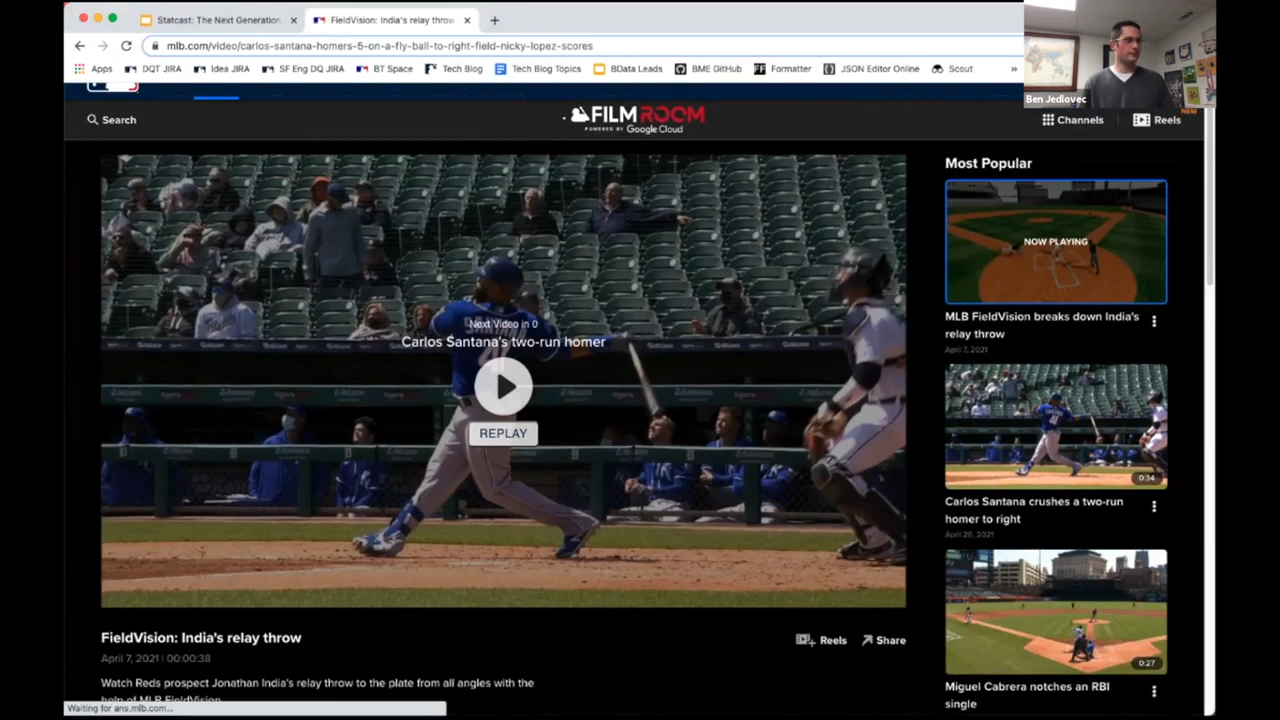 Statcast: The Next Generation
FieldVision: India's relay throw
mlb.com/video/carlos-santana-homers-5-on-a-fly-ball-to-right-field-nicky-lopez-scores
Apps
DQT JIRA
Idea JIRA
SF Eng DQ JIRA
BT Space
Tech Blog
Tech Blog Topics
BData Leads
BME GitHub
Formatter
JSON Editor Online
Scout
»
Ben Jedlovec
Search
FILM ROOM
POWERED BY Google Cloud
Channels
NEW
Reels
Most Popular
NOW PLAYING
MLB FieldVision breaks down India's
relay throw
April 7, 2021
SANTANA
Next Video in 0
Carlos Santana's two-run homer
REPLAY
0:34
Carlos Santana crushes a two-run
homer to right
April 26, 2021
0:27
Miguel Cabrera notches an RBI
single
FieldVision: India's relay throw
Reels
Share
April 7, 2021 | 00:00:38
Watch Reds prospect Jonathan India's relay throw to the plate from all angles with the
help of MLB FieldVision
Waiting for ans.mlb.com...